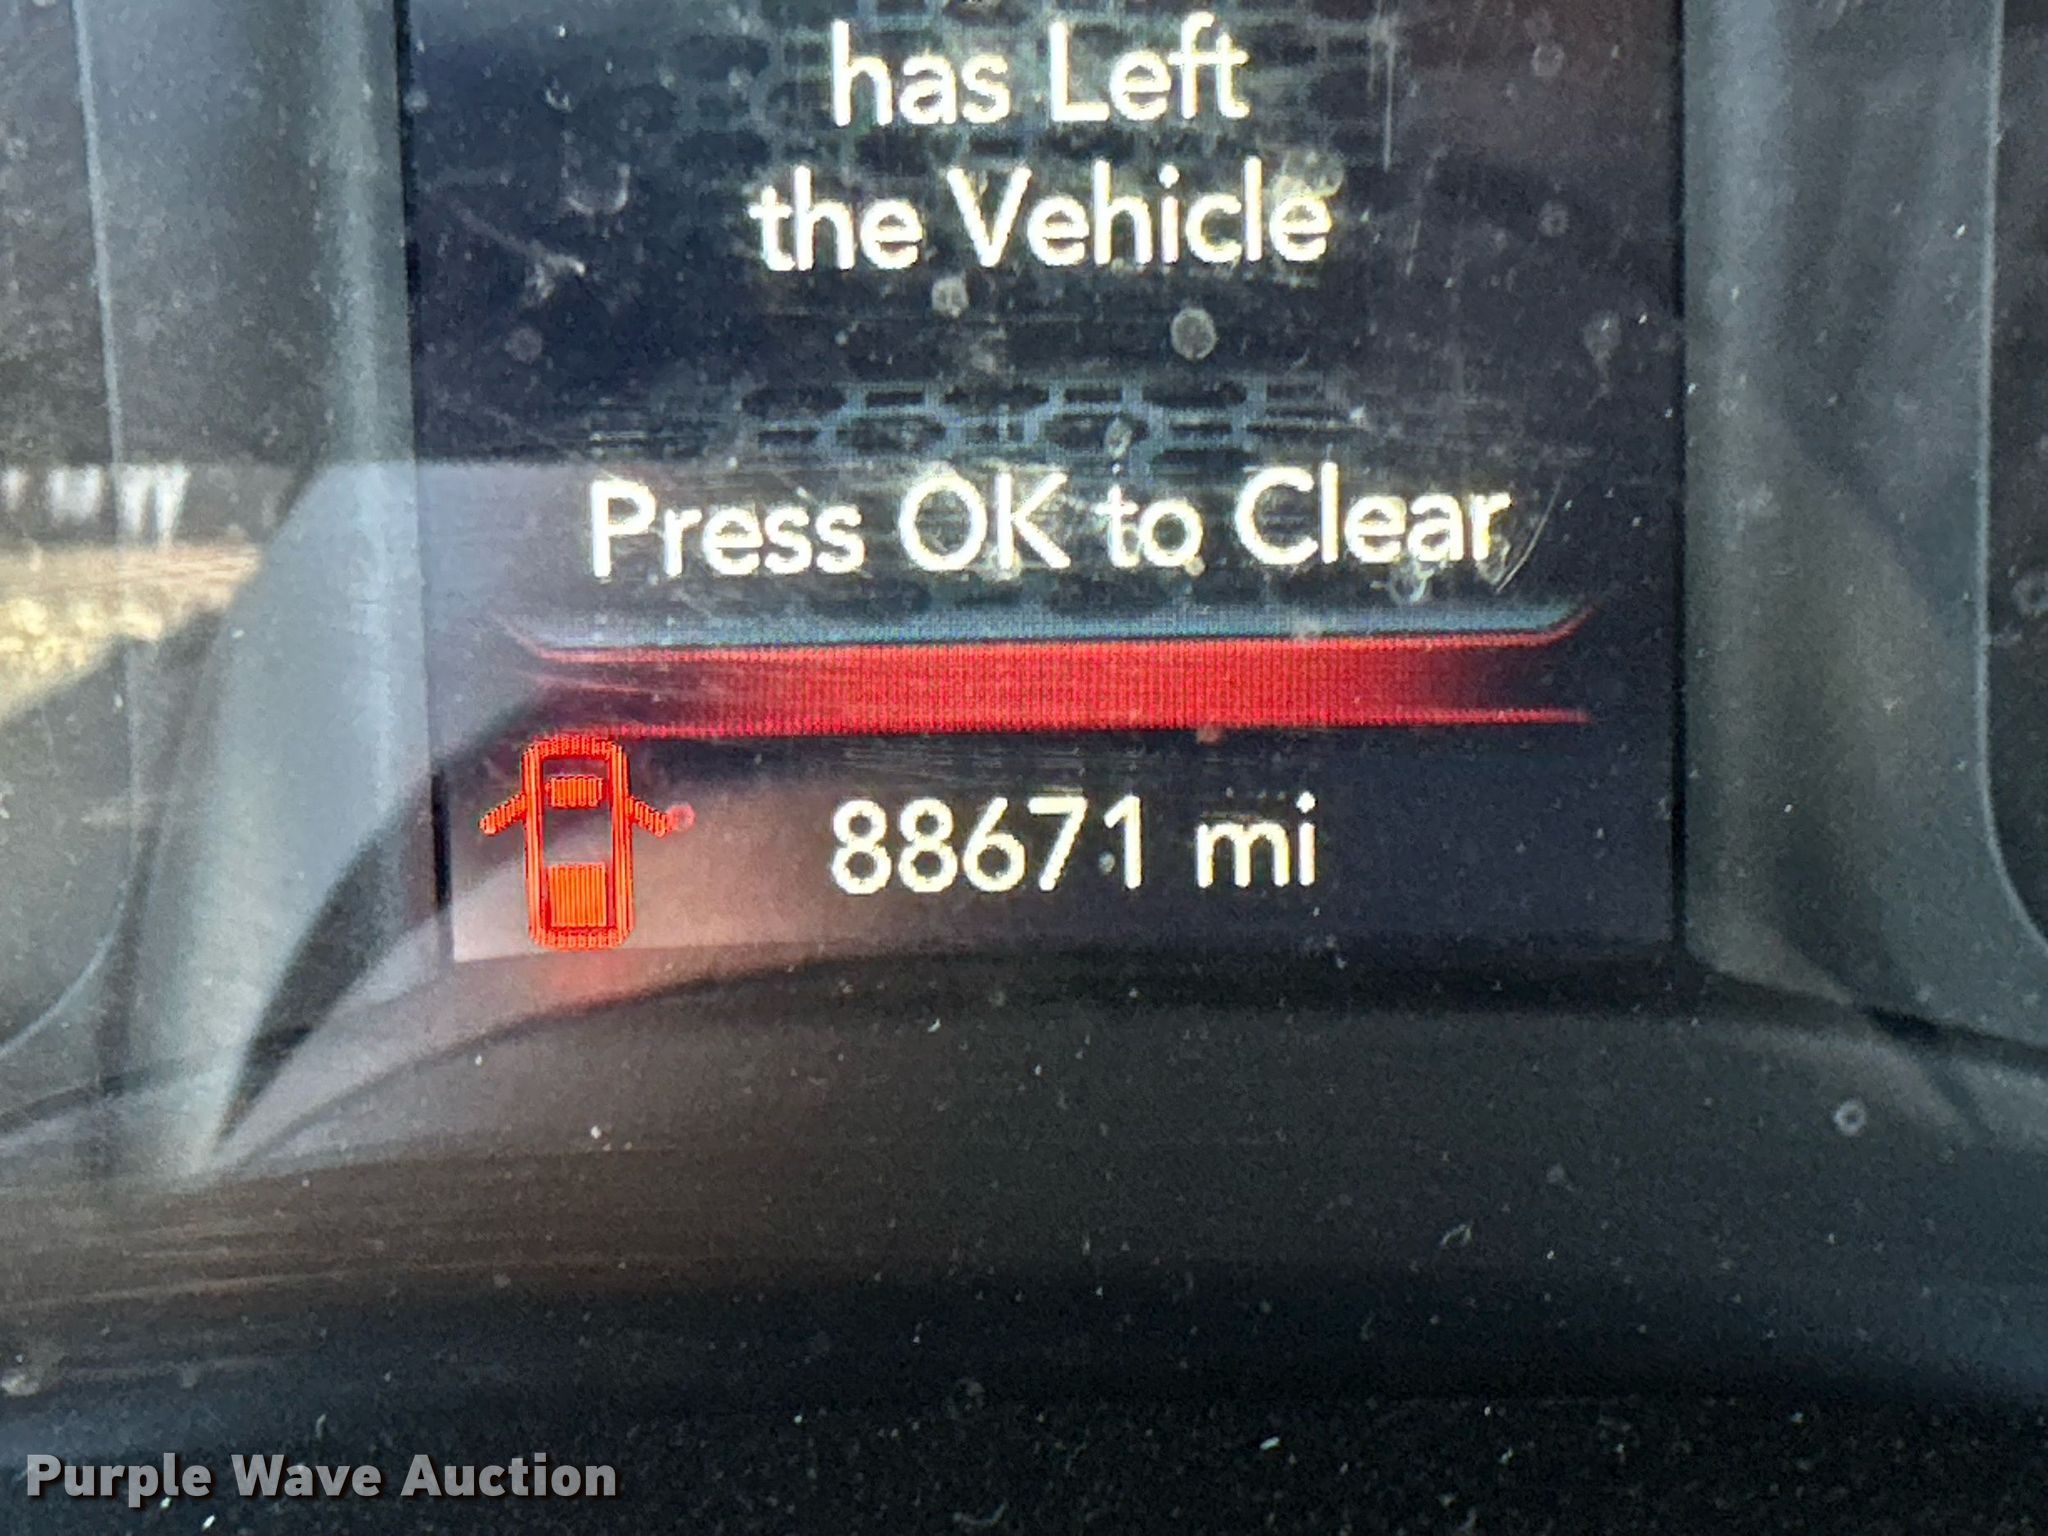 has Left
the Vehicle
Press OK to Clear
88671 mi
Purple Wave Auction